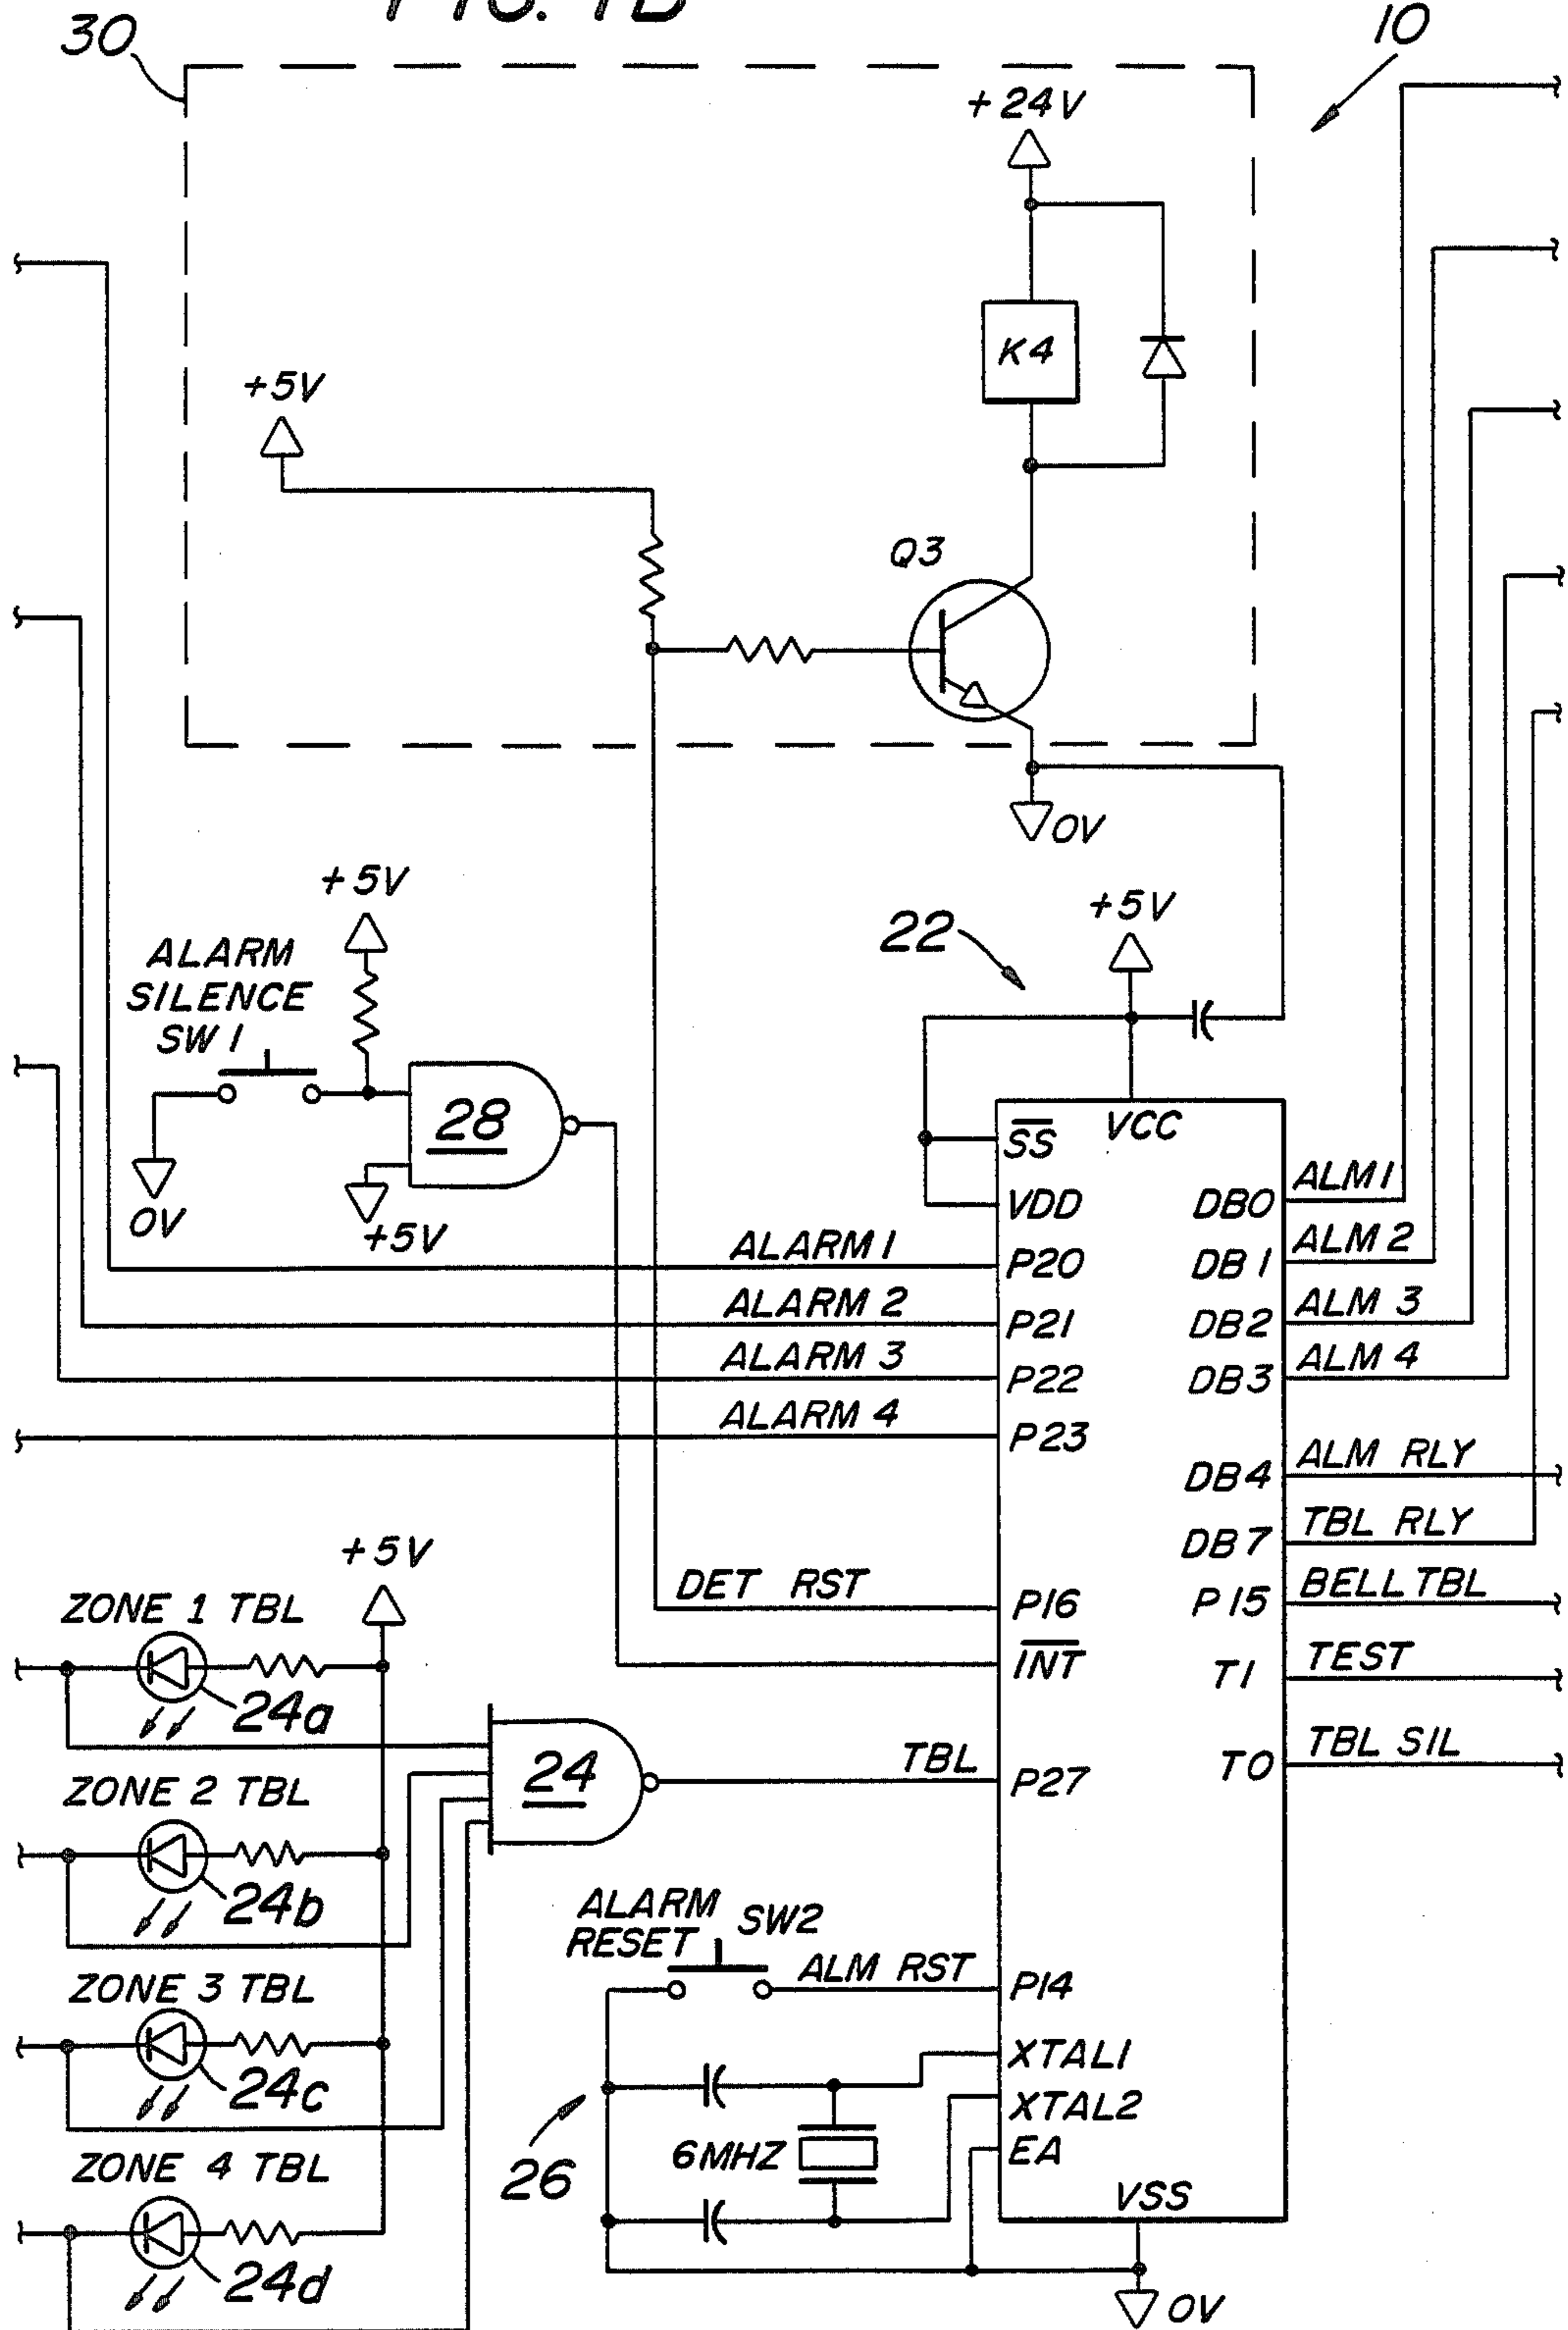 FIG. 1B
30
10
+24V
K4
+5V
Q3
0V
+5V
ALARM
SILENCE
SW1
28
0V
+5V
22
+5V
VCC
SS
VDD
P20
P21
P22
P23
P16
INT
P27
P14
XTAL1
XTAL2
EA
VSS
0V
DB0
DB1
DB2
DB3
DB4
DB7
P15
T1
T0
ALARM 1
ALARM 2
ALARM 3
ALARM 4
DET RST
TBL
ALM RST
ALM 1
ALM 2
ALM 3
ALM 4
ALM RLY
TBL RLY
BELL TBL
TEST
TBL SIL
+5V
ZONE 1 TBL
24a
24
ZONE 2 TBL
24b
ZONE 3 TBL
24c
ZONE 4 TBL
24d
ALARM
RESET SW2
26
6MHZ